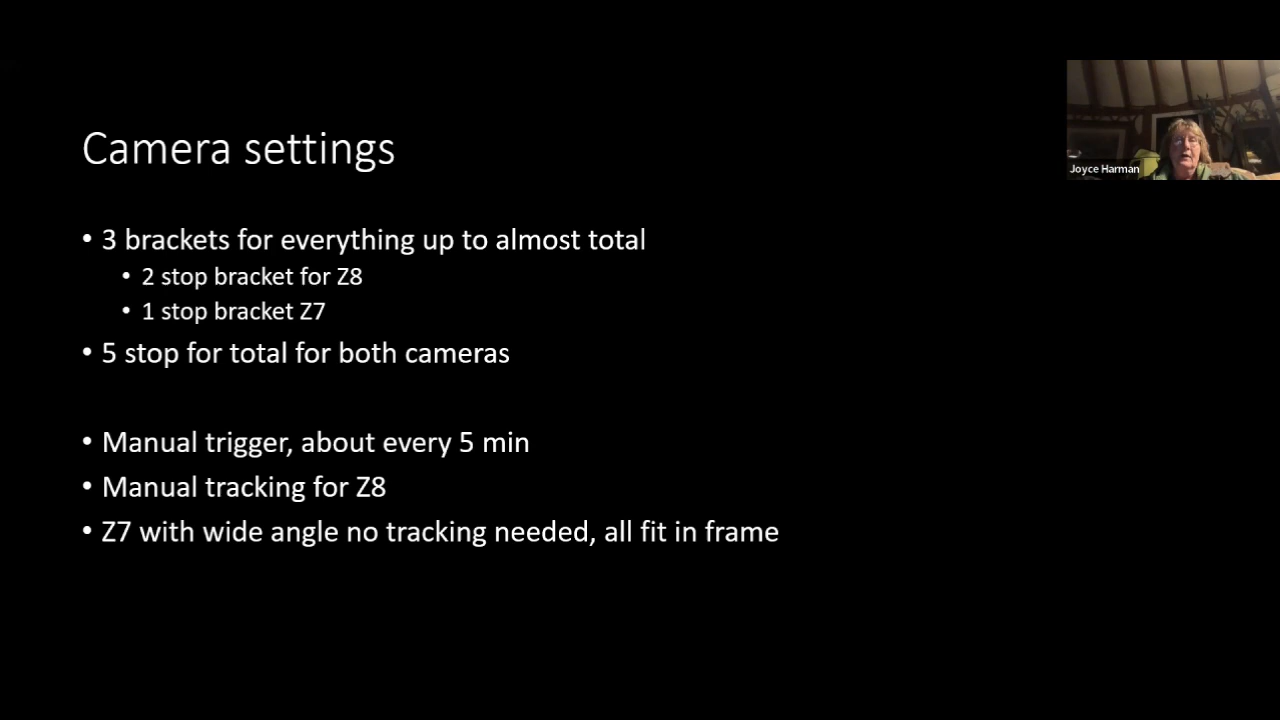 Camera settings
Joyce Harman
• 3 brackets for everything up to almost total
• 2 stop bracket for Z8
• 1 stop bracket Z7
• 5 stop for total for both cameras
• Manual trigger, about every 5 min
• Manual tracking for Z8
• Z7 with wide angle no tracking needed, all fit in frame